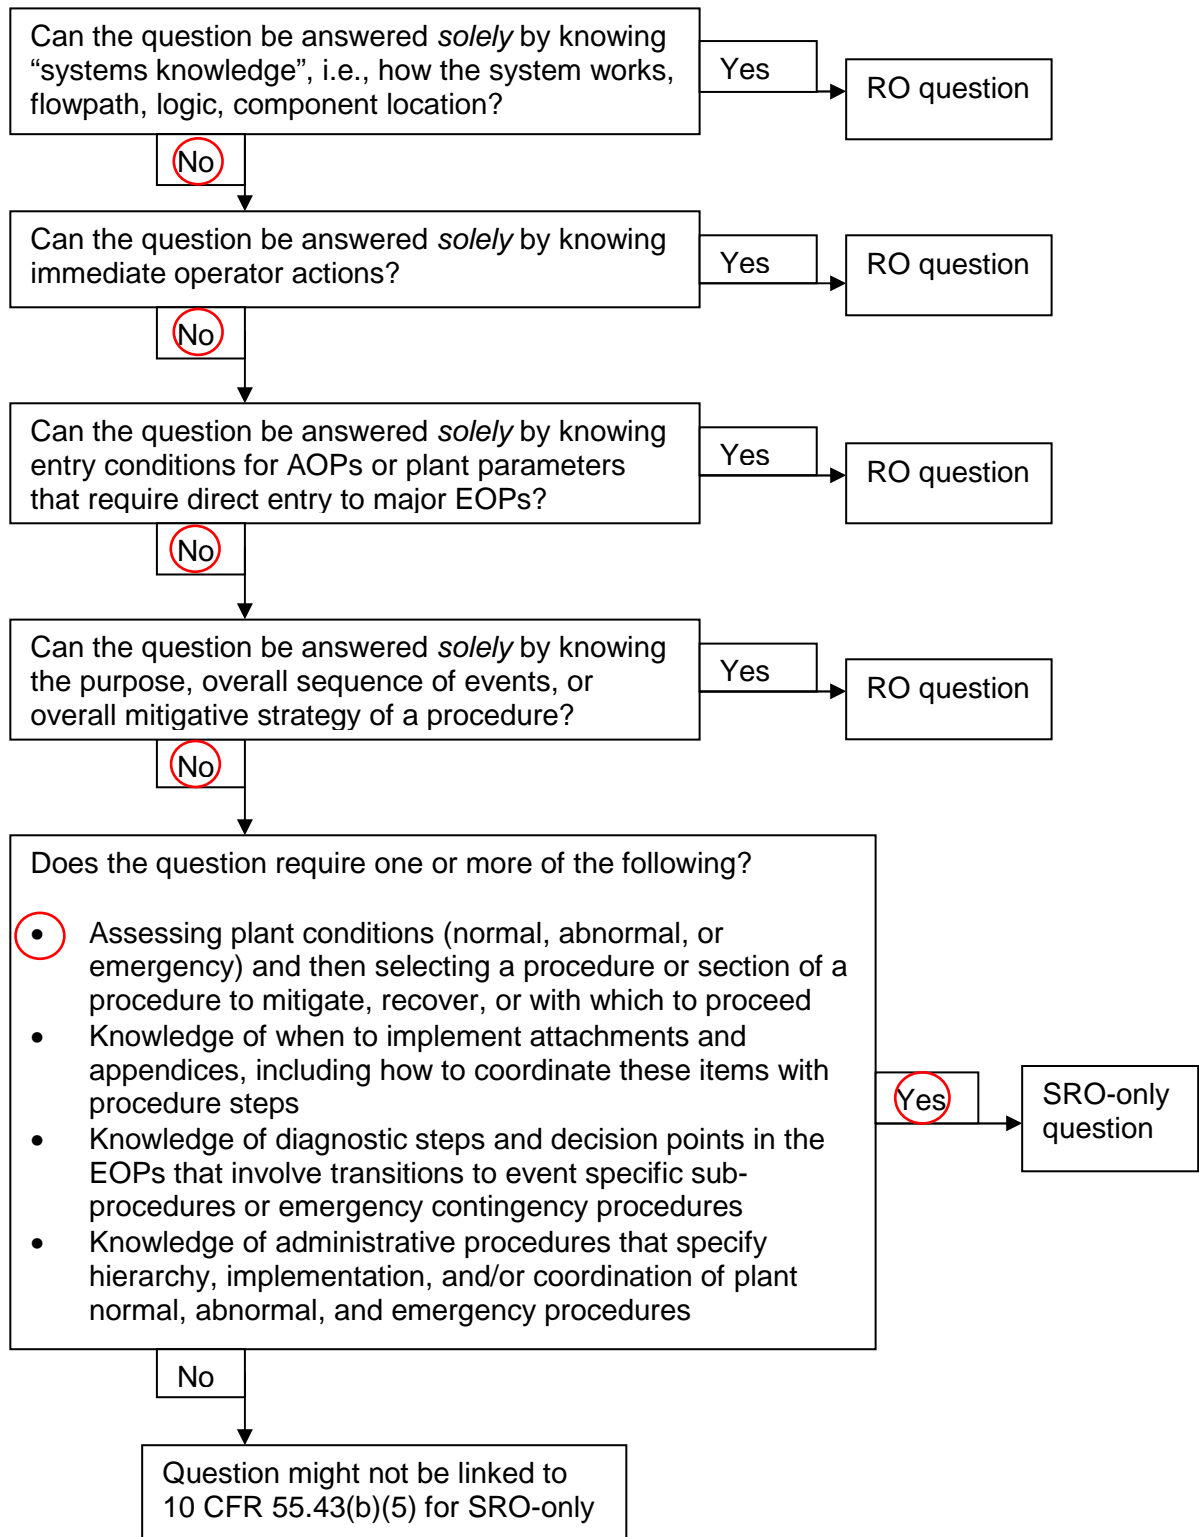 Can the question be answered solely by knowing
“systems knowledge”, i.e., how the system works,
flowpath, logic, component location?
Yes
RO question
No
Can the question be answered solely by knowing
immediate operator actions?
Yes
RO question
No
Can the question be answered solely by knowing
entry conditions for AOPs or plant parameters
that require direct entry to major EOPs?
Yes
RO question
No
Can the question be answered solely by knowing
the purpose, overall sequence of events, or
overall mitigative strategy of a procedure?
Yes
RO question
No
Does the question require one or more of the following?
• Assessing plant conditions (normal, abnormal, or
emergency) and then selecting a procedure or section of a
procedure to mitigate, recover, or with which to proceed
• Knowledge of when to implement attachments and
appendices, including how to coordinate these items with
procedure steps
• Knowledge of diagnostic steps and decision points in the
EOPs that involve transitions to event specific sub-
procedures or emergency contingency procedures
• Knowledge of administrative procedures that specify
hierarchy, implementation, and/or coordination of plant
normal, abnormal, and emergency procedures
Yes
SRO-only
question
No
Question might not be linked to
10 CFR 55.43(b)(5) for SRO-only